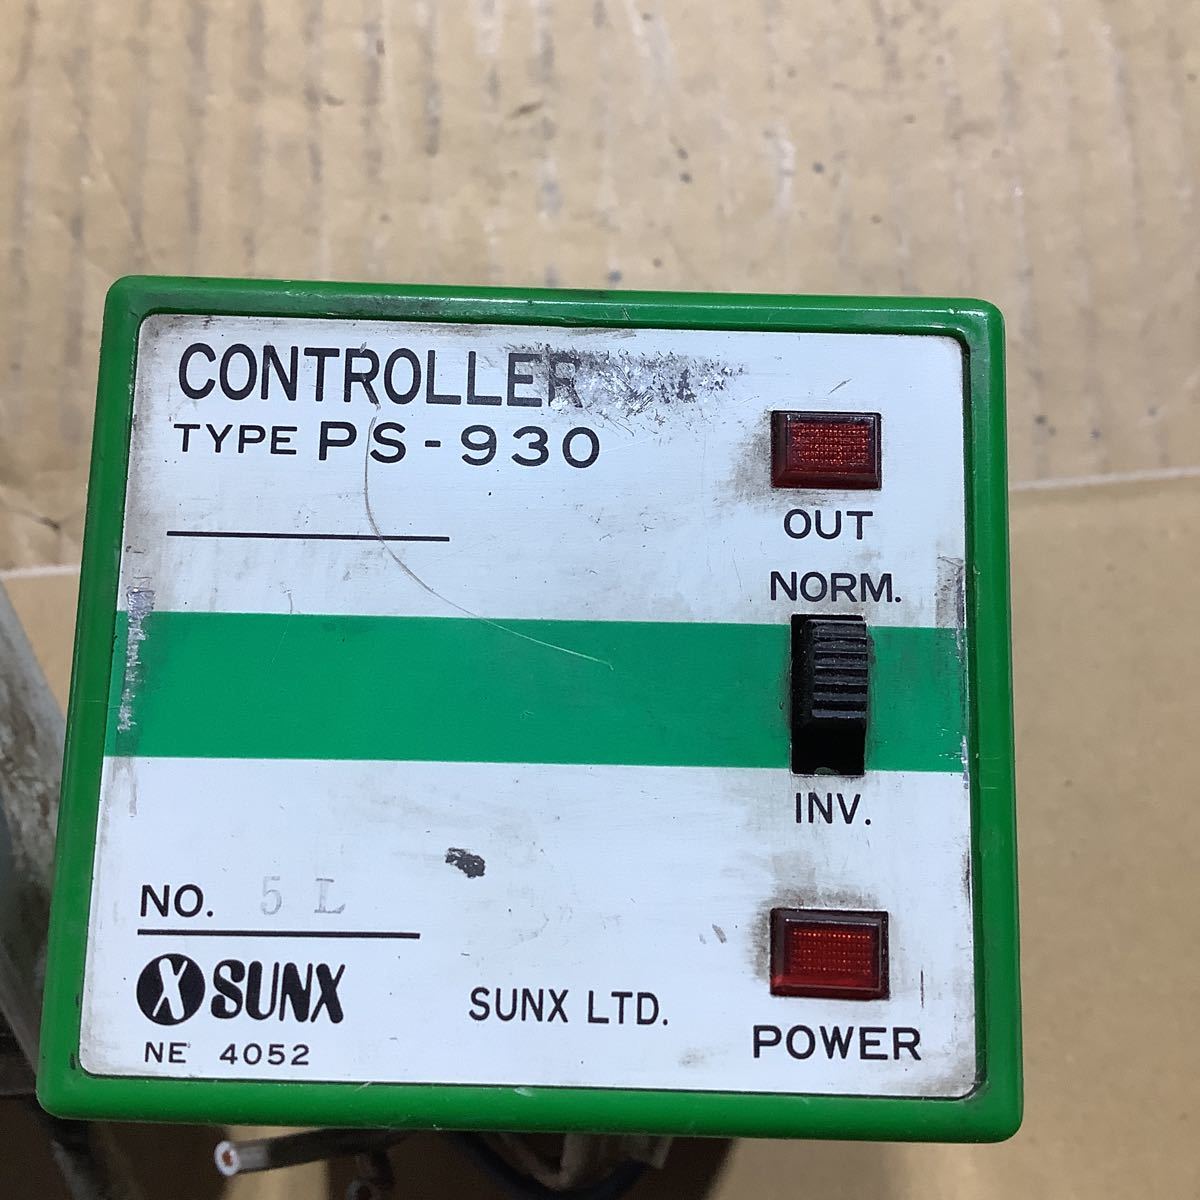 CONTROLLER
TYPE PS-930
OUT
NORM.
INV.
NO. 5 L
X SUNX
SUNX LTD.
NE 4052
POWER